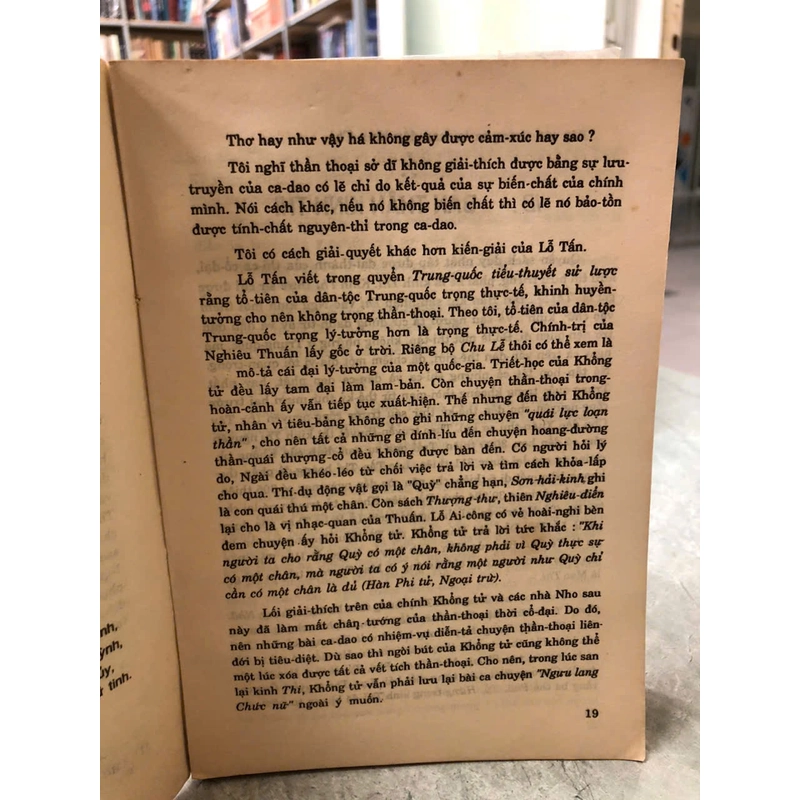 Thơ hay như vậy há không gây được cảm-xúc hay sao ?
Tôi nghĩ thần thoại sở dĩ không giải-thích được bằng sự lưu-
truyền của ca-dao có lẽ chỉ do kết-quả của sự biến-chất của chính
mình. Nói cách khác, nếu nó không biến chất thì có lẽ nó bảo-tồn
được tính-chất nguyên-thỉ trong ca-dao.
Tôi có cách giải-quyết khác hơn kiến-giải của Lỗ Tấn.
Lỗ Tấn viết trong quyển Trung-quốc tiểu-thuyết sử lược
rằng tổ-tiên của dân-tộc Trung-quốc trọng thực-tế, khinh huyền-
tưởng cho nên không trọng thần-thoại. Theo tôi, tổ-tiên của dân-tộc
Trung-quốc trọng lý-tưởng hơn là trọng thực-tế. Chính-trị của
Nghiêu Thuấn lấy gốc ở trời. Riêng bộ Chu Lễ thôi có thể xem là
mô-tả cái đại lý-tưởng của một quốc-gia. Triết-học của Khổng
tử đều lấy tam đại làm lam-bản. Còn chuyện thần-thoại trong-
hoàn-cảnh ấy vẫn tiếp tục xuất-hiện. Thế nhưng đến thời Khổng
tử, nhân vì tiêu-bảng không cho ghi những chuyện "quái lực loạn
thần" , cho nên tất cả những gì dính-líu đến chuyện hoang-đường
thần-quái thượng-cổ đều không được bàn đến. Có người hỏi lý
do, Ngài đều khéo-léo từ chối việc trả lời và tìm cách khỏa-lấp
cho qua. Thí-dụ động vật gọi là "Quỳ" chẳng hạn, Sơn-hải-kinh ghi
là con quái thú một chân. Còn sách Thượng-thư, thiên Nghiêu-điển
lại cho là vị nhạc-quan của Thuấn. Lỗ Ai-công có vẻ hoài-nghi bèn
đem chuyện ấy hỏi Khổng tử. Khổng tử trả lời tức khắc : "Khi
người ta cho rằng Quỳ có một chân, không phải vì Quỳ thực sự
có một chân, mà người ta có ý nói rằng một người như Quỳ chỉ
cần có một chân là đủ (Hàn Phi tử, Ngoại trừ).
Lối giải-thích trên của chính Khổng tử và các nhà Nho sau
này đã làm mất chân-tướng của thần-thoại thời cổ-đại. Do đó,
nên những bài ca-dao có nhiệm-vụ diễn-tả chuyện thần-thoại liên-
đới bị tiêu-diệt. Dù sao thì ngòi bút của Khổng tử cũng không thể
một lúc xóa được tất cả vết tích thần-thoại. Cho nên, trong lúc san
lại kinh Thi, Khổng tử vẫn phải lưu lại bài ca chuyện "Ngưu lang
Chức nữ" ngoài ý muốn.
19